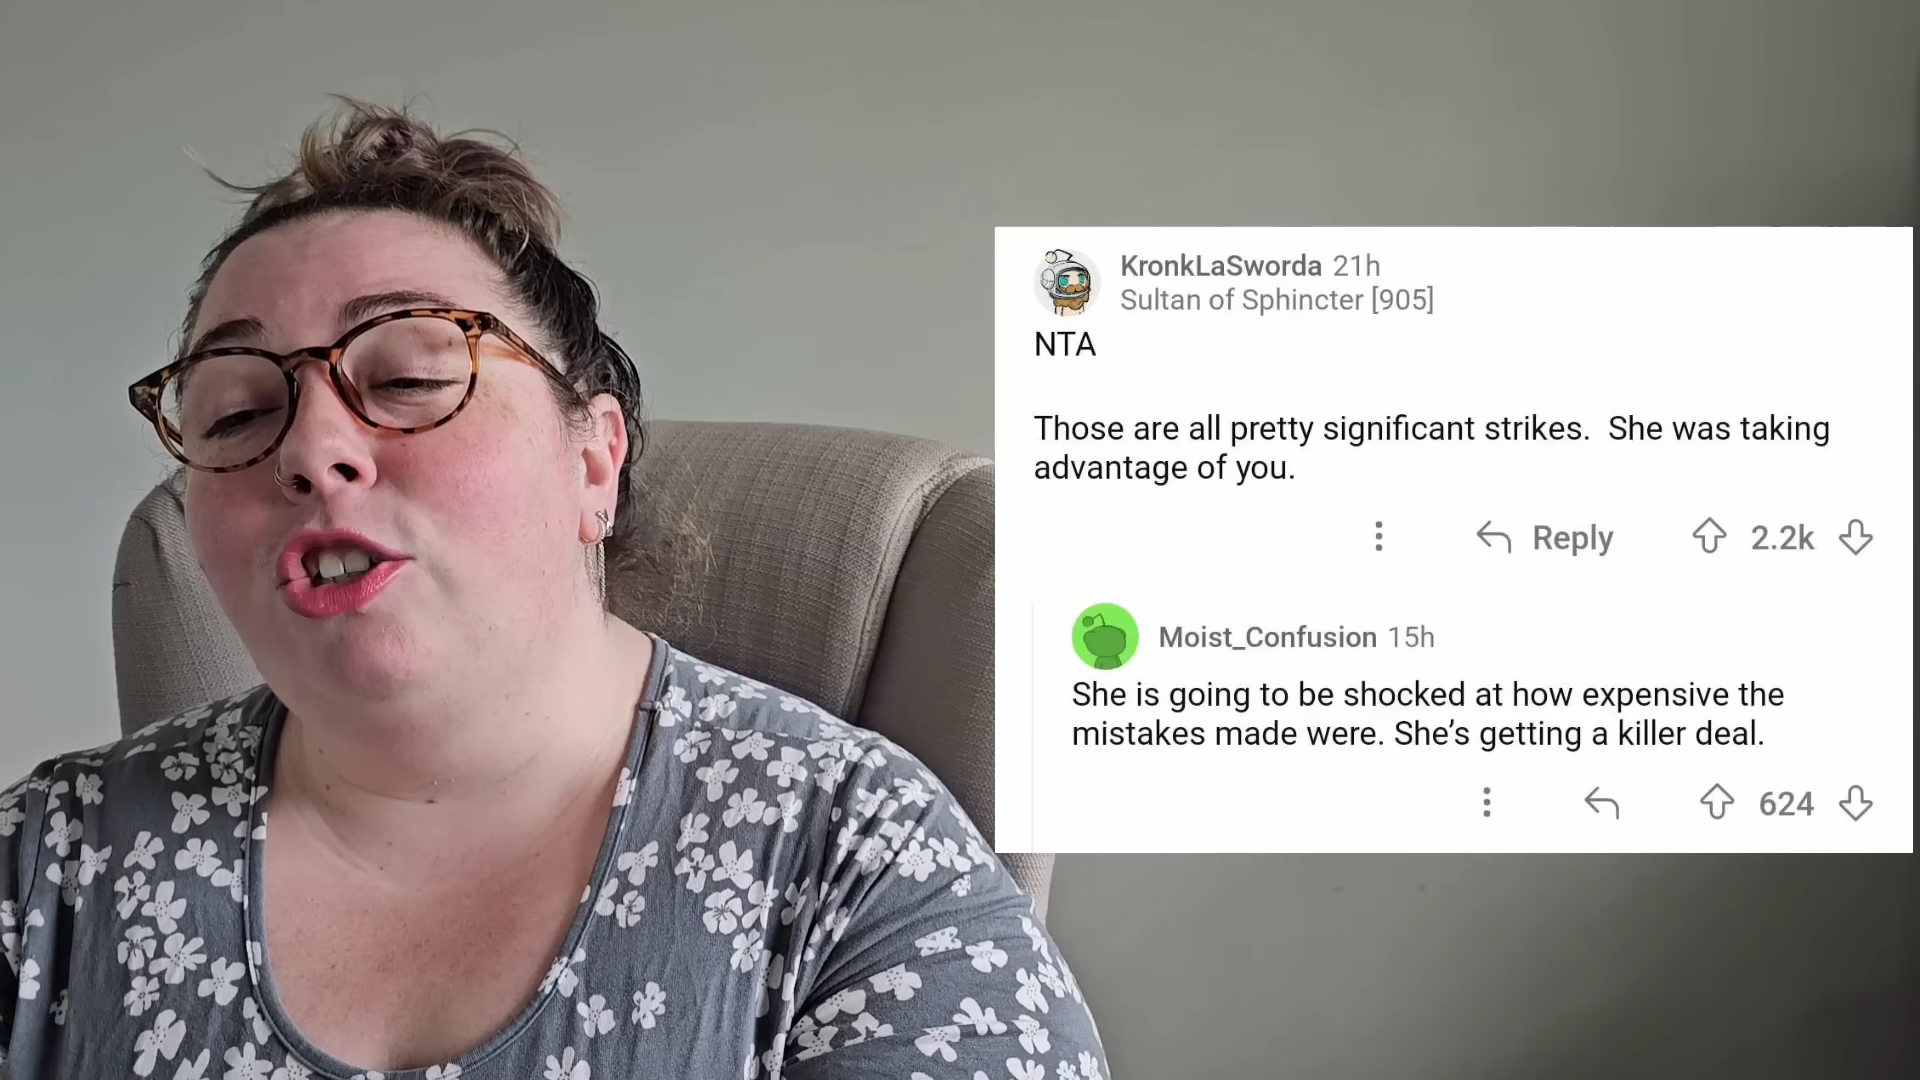 KronkLaSworda 21h
Sultan of Sphincter [905]
NTA
Those are all pretty significant strikes.  She was taking
advantage of you.
Reply 2.2k
Moist_Confusion 15h
She is going to be shocked at how expensive the
mistakes made were. She’s getting a killer deal.
624